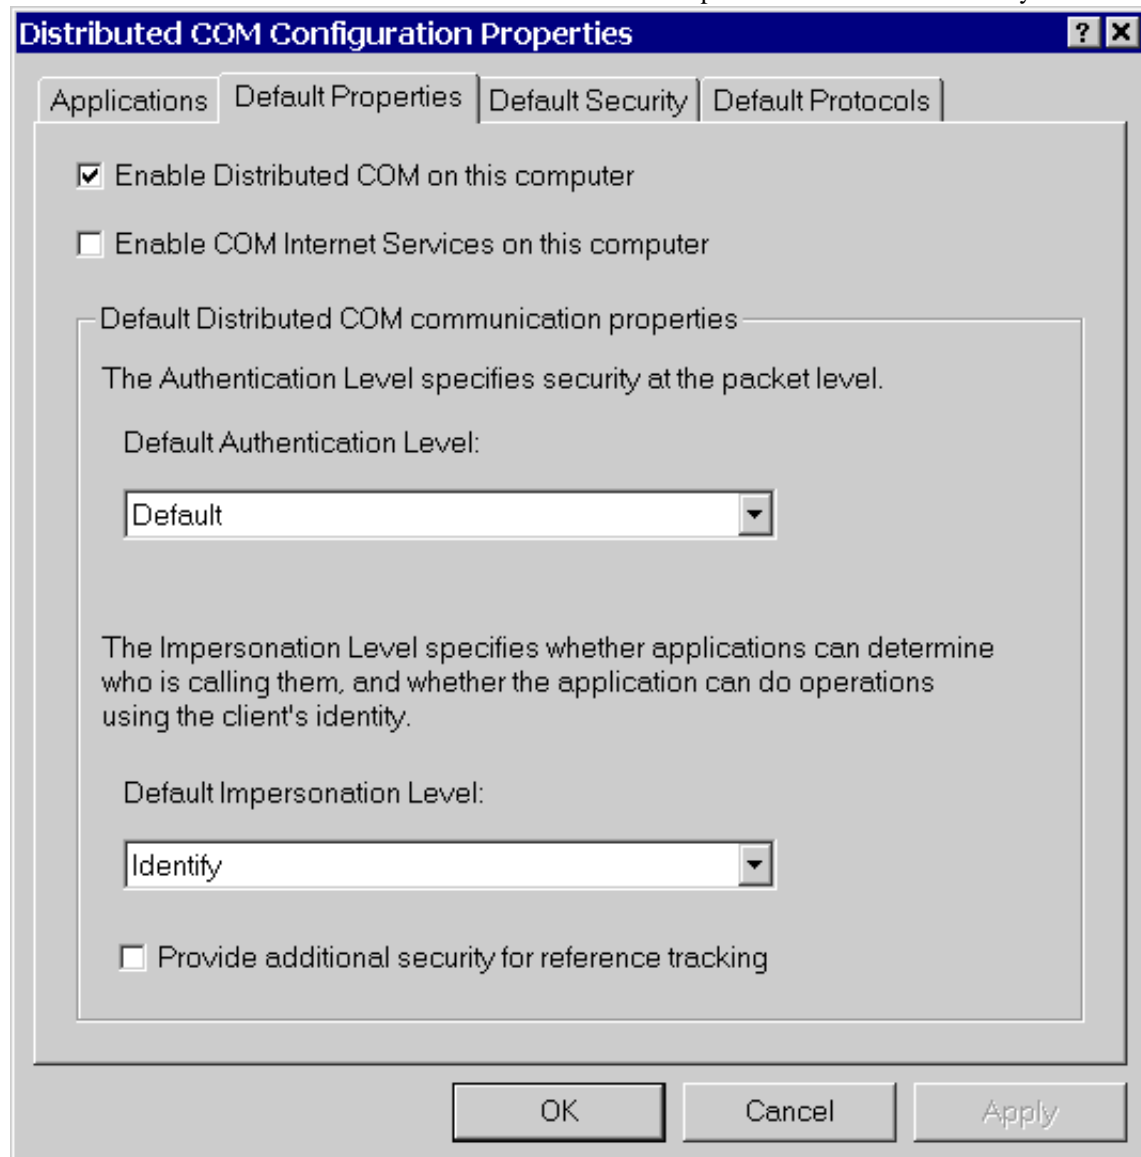 Distributed COM Configuration Properties
Applications Default Properties Default Security Default Protocols
Enable Distributed COM on this computer
Enable COM Internet Services on this computer
Default Distributed COM communication properties
The Authentication Level specifies security at the packet level.
Default Authentication Level:
Default
The Impersonation Level specifies whether applications can determine
who is calling them, and whether the application can do operations
using the client's identity.
Default Impersonation Level:
Identify
Provide additional security for reference tracking
OK Cancel Apply